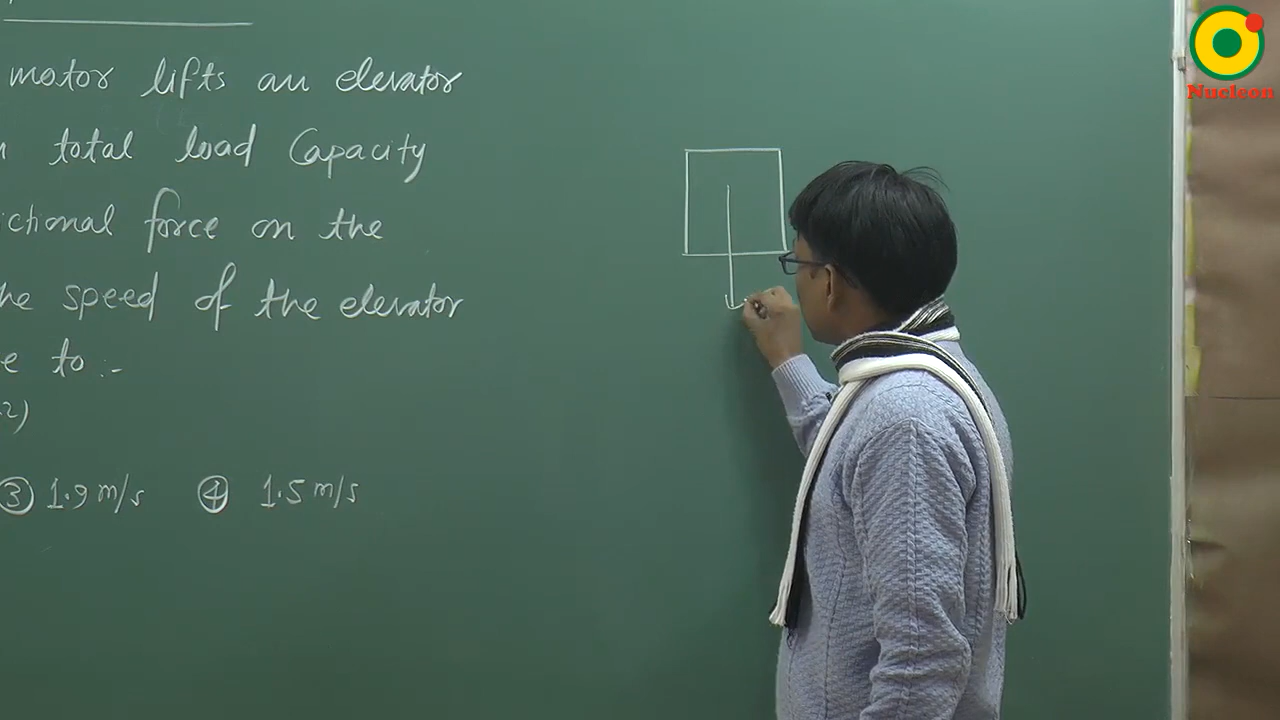 motor lifts an elevator
total load Capacity
ictional force on the
he speed of the elevator
e to :-
2)
③ 1.9 m/s ④ 1.5 m/s
Nucleon